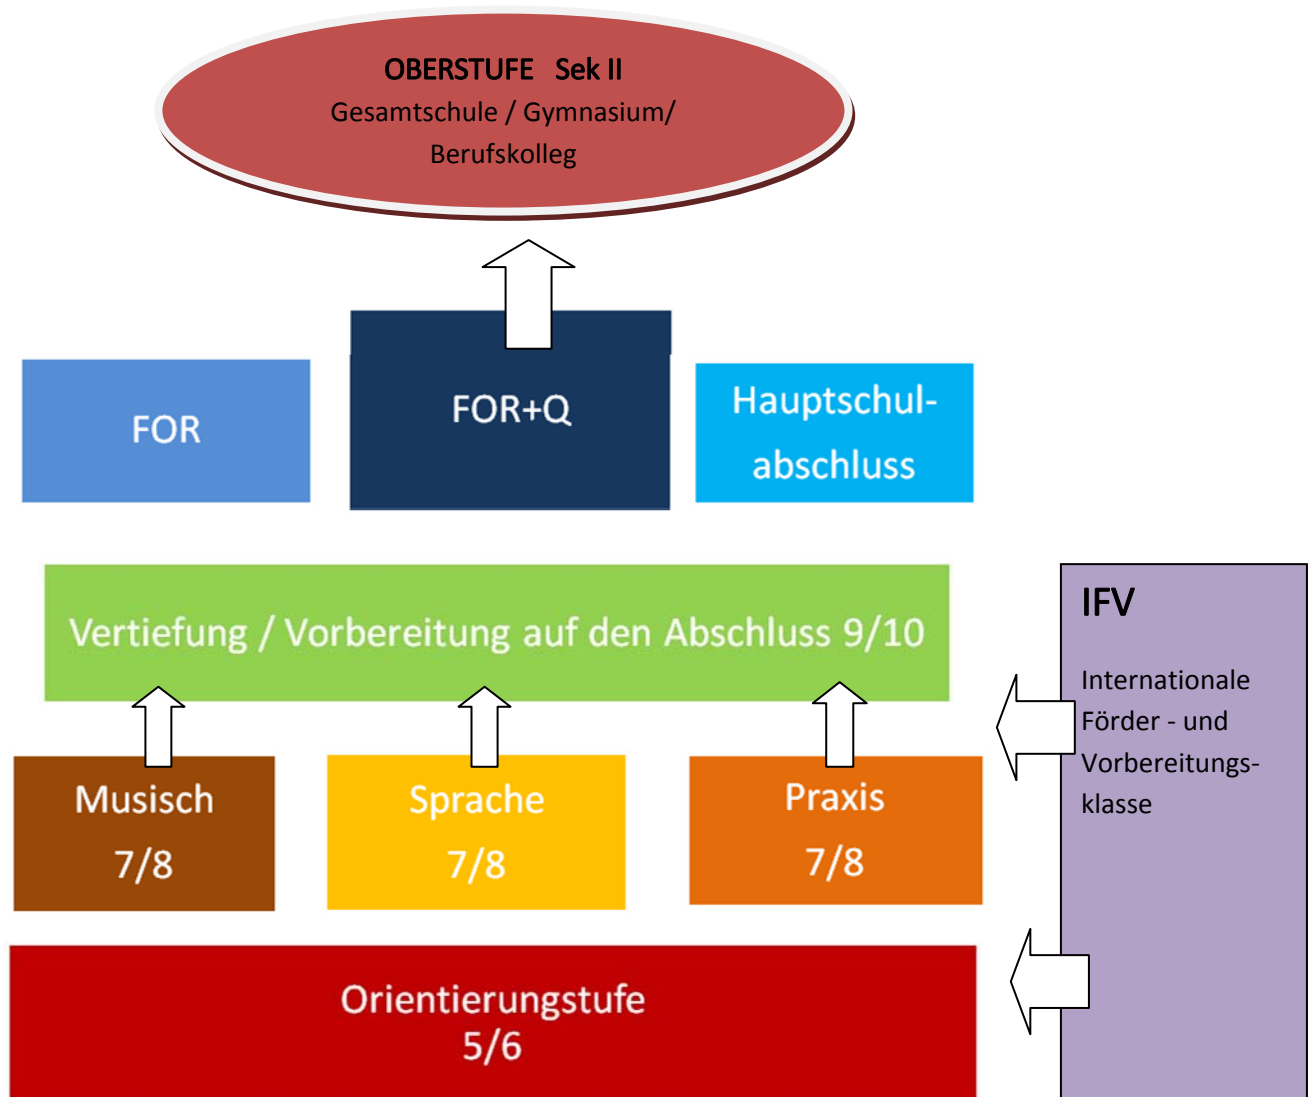 OBERSTUFE Sek II
Gesamtschule / Gymnasium/
Berufskolleg
FOR
FOR+Q
Hauptschul-
abschluss
Vertiefung / Vorbereitung auf den Abschluss 9/10
IFV
Internationale
Förder - und
Vorbereitungs-
klasse
Musisch
7/8
Sprache
7/8
Praxis
7/8
Orientierungstufe
5/6